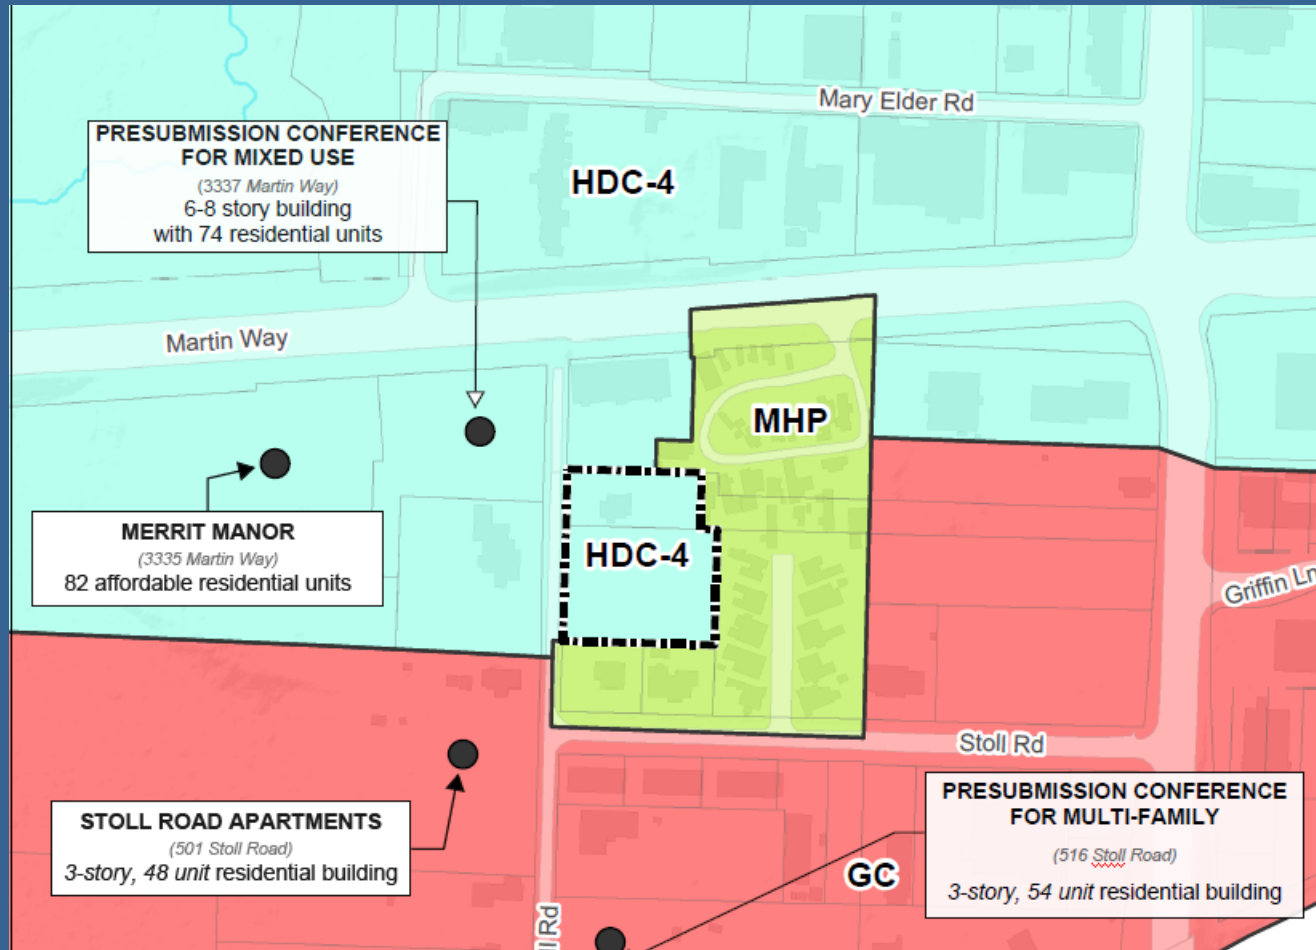 Mary Elder Rd
PRESUBMISSION CONFERENCE
FOR MIXED USE
(3337 Martin Way)
6-8 story building
with 74 residential units
HDC-4
Martin Way
MHP
MERRIT MANOR
(3335 Martin Way)
82 affordable residential units
HDC-4
Griffin Ln
Stoll Rd
STOLL ROAD APARTMENTS
(501 Stoll Road)
3-story, 48 unit residential building
PRESUBMISSION CONFERENCE
FOR MULTI-FAMILY
(516 Stoll Road)
3-story, 54 unit residential building
GC
ll Rd